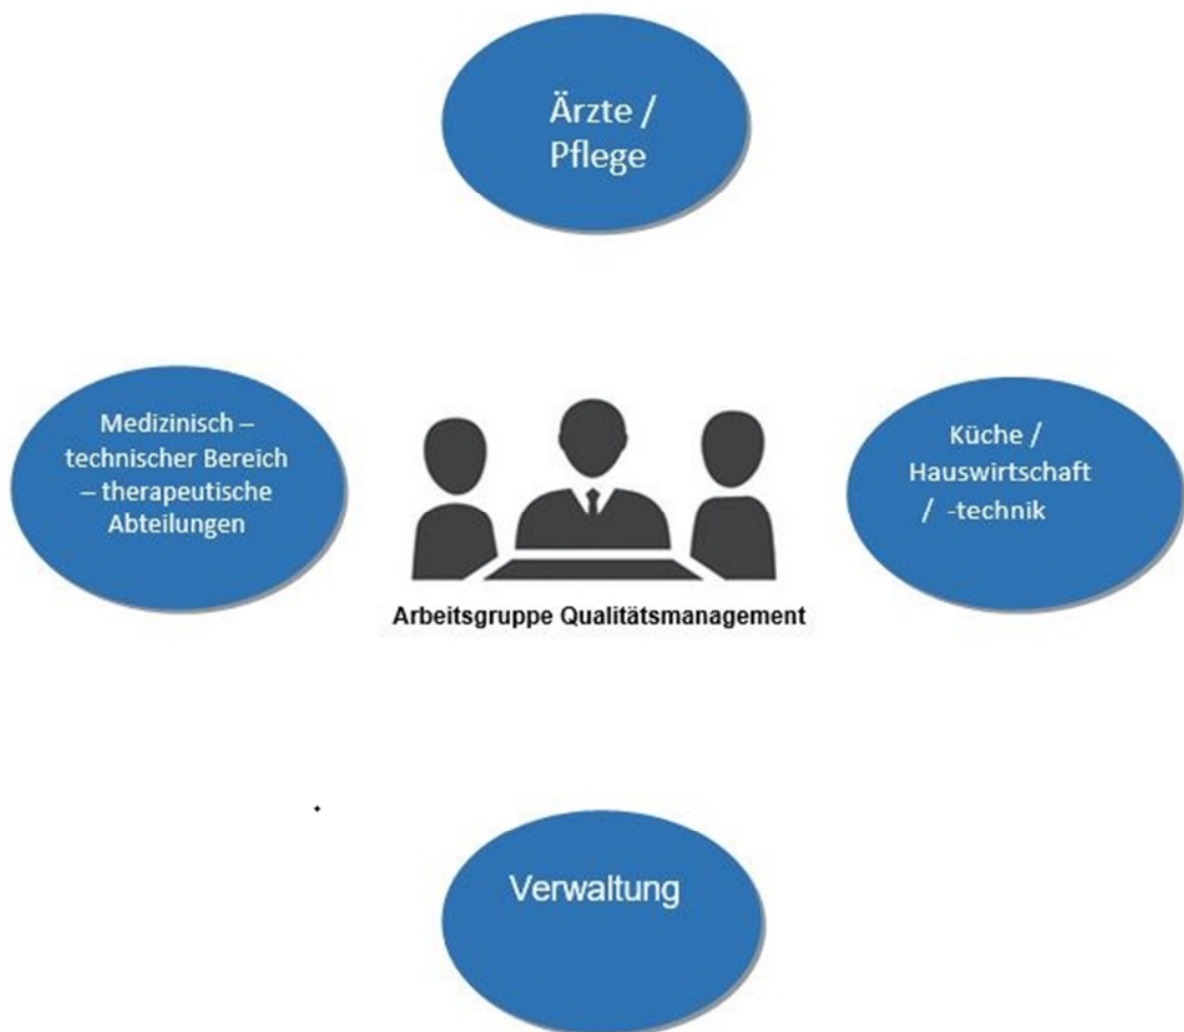 Ärzte /
Pflege
Medizinisch –
technischer Bereich
– therapeutische
Abteilungen
Küche /
Hauswirtschaft
/ -technik
Arbeitsgruppe Qualitätsmanagement
Verwaltung